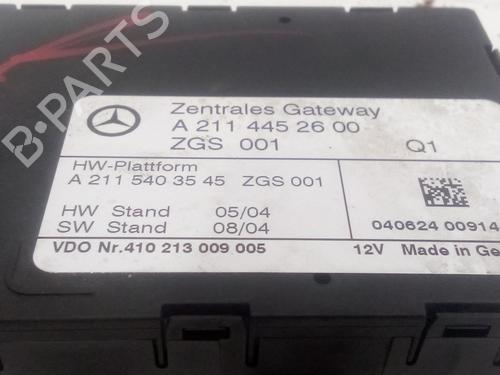 B-PARTS
Zentrales Gateway
A 211 445 26 00
ZGS 001 Q1
HW-Plattform
A 211 540 35 45 ZGS 001
HW Stand 05/04
SW Stand 08/04
040624 00914
VDO Nr.410 213 009 005 12V Made in Ge